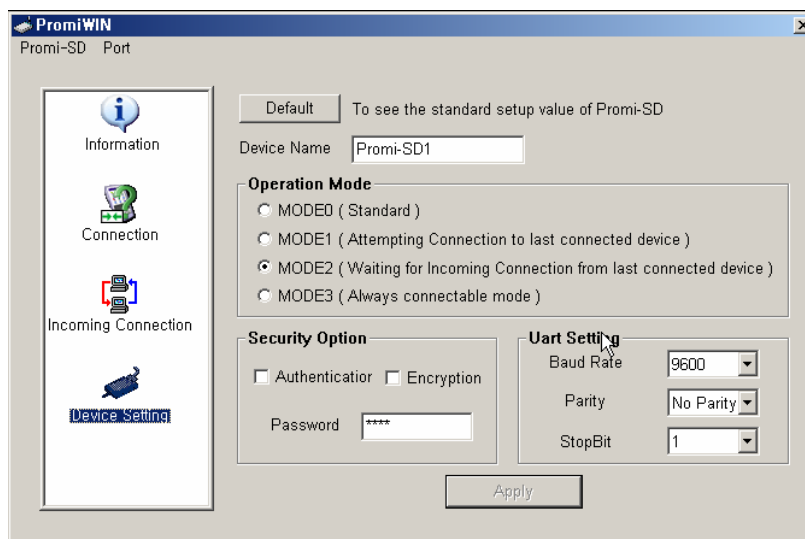 PromiWIN
Promi-SD Port
Information
Connection
Incoming Connection
Device Setting
Default To see the standard setup value of Promi-SD
Device Name Promi-SD1
Operation Mode
MODE0 ( Standard )
MODE1 ( Attempting Connection to last connected device )
MODE2 ( Waiting for Incoming Connection from last connected device )
MODE3 ( Always connectable mode )
Security Option
Authenticatior Encryption
Password ****
Uart Setting
Baud Rate 9600
Parity No Parity
StopBit 1
Apply